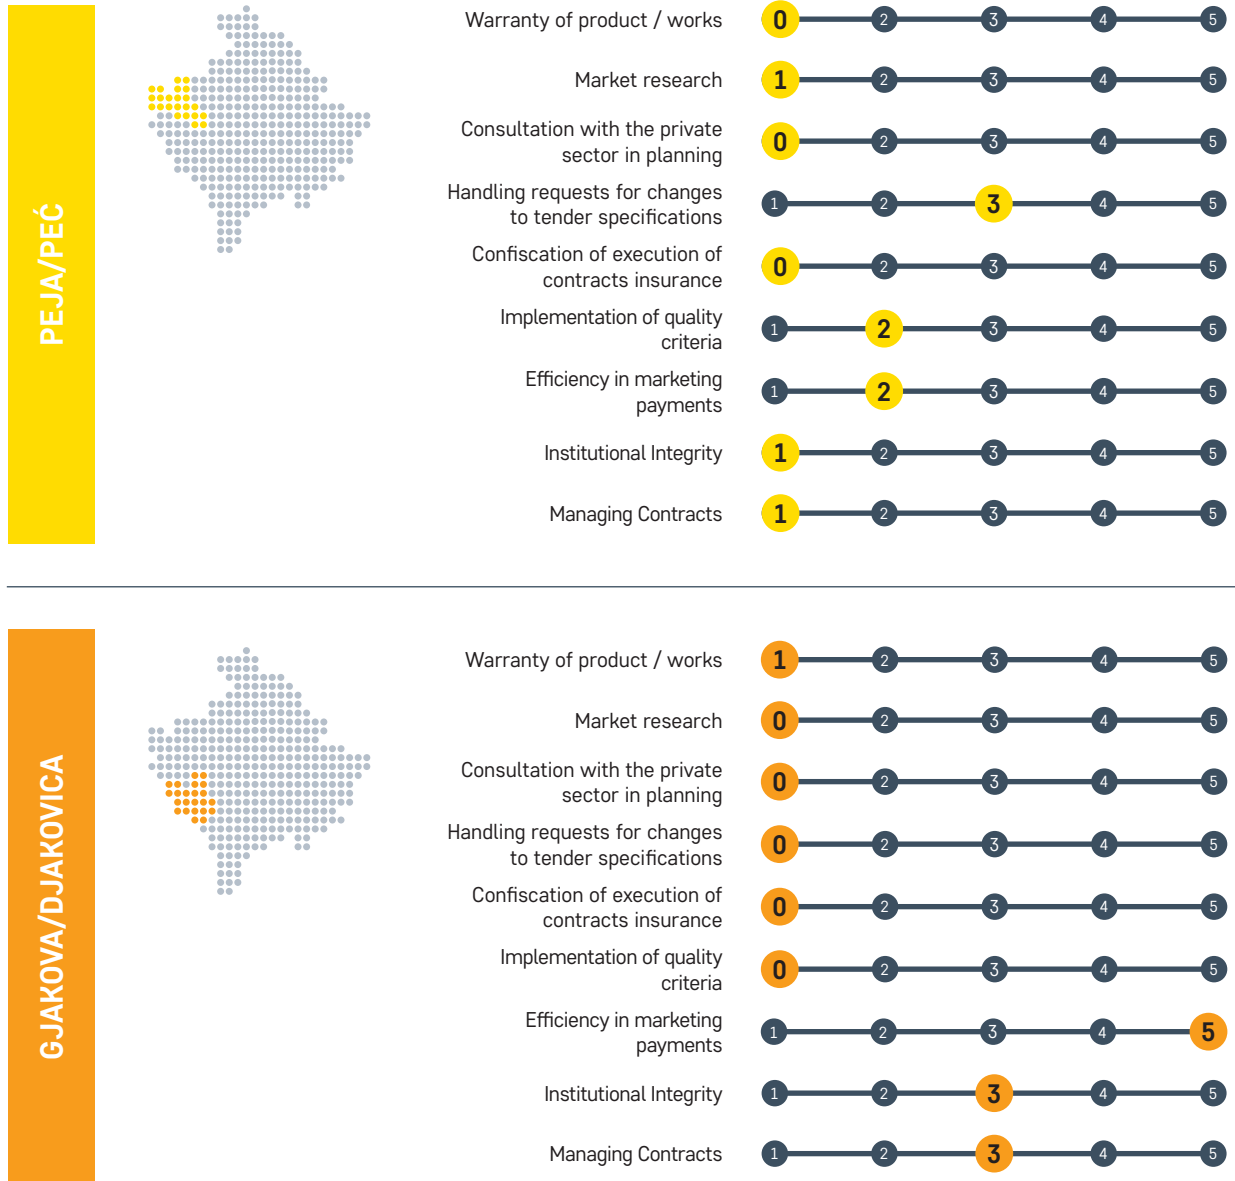 PEJA/PEĆ
Warranty of product / works
0 2 3 4 5
Market research
1 2 3 4 5
Consultation with the private
sector in planning
0 2 3 4 5
Handling requests for changes
to tender specifications
1 2 3 4 5
Confiscation of execution of
contracts insurance
0 2 3 4 5
Implementation of quality
criteria
1 2 3 4 5
Efficiency in marketing
payments
1 2 3 4 5
Institutional Integrity
1 2 3 4 5
Managing Contracts
1 2 3 4 5
GJAKOVA/DJAKOVICA
Warranty of product / works
1 2 3 4 5
Market research
0 2 3 4 5
Consultation with the private
sector in planning
0 2 3 4 5
Handling requests for changes
to tender specifications
0 2 3 4 5
Confiscation of execution of
contracts insurance
0 2 3 4 5
Implementation of quality
criteria
0 2 3 4 5
Efficiency in marketing
payments
1 2 3 4 5
Institutional Integrity
1 2 3 4 5
Managing Contracts
1 2 3 4 5